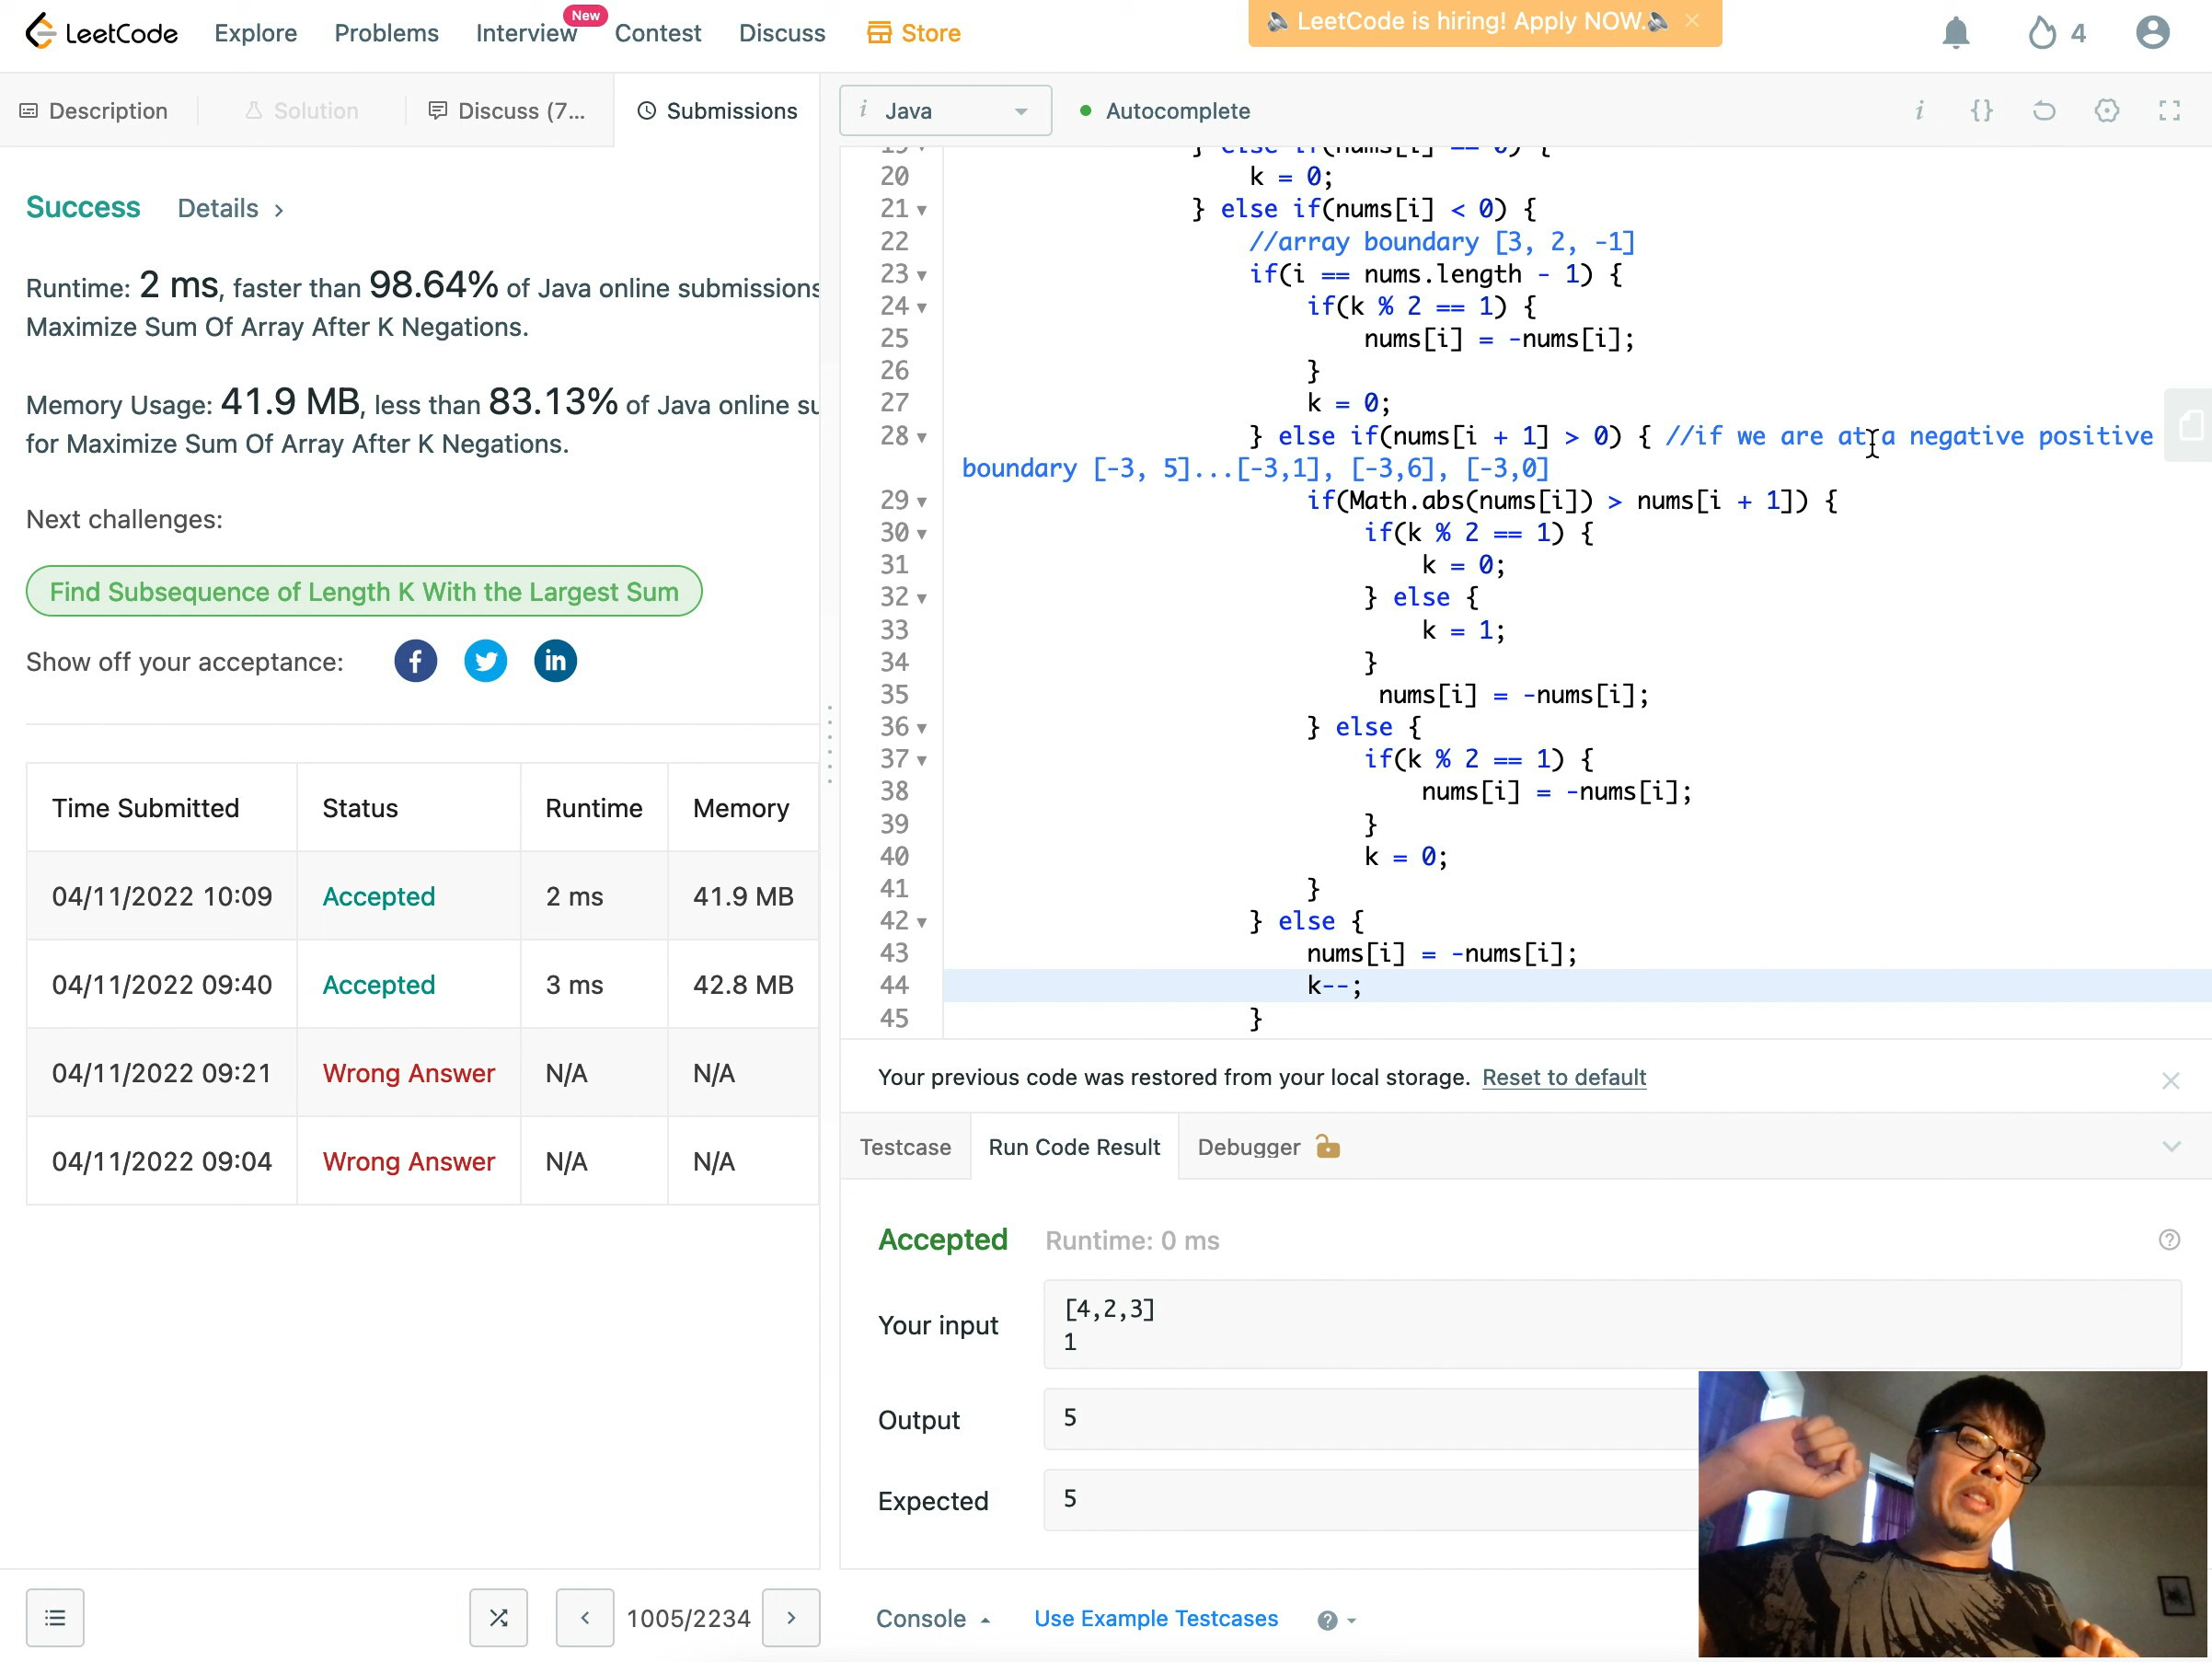 LeetCode
Explore
Problems
Interview
New
Contest
Discuss
Store
🔈 LeetCode is hiring! Apply NOW.🔈 ×
4
Description
Solution
Discuss (7...
Submissions
i Java
Autocomplete
Success
Details >
Runtime: 2 ms, faster than 98.64% of Java online submissions
Maximize Sum Of Array After K Negations.
Memory Usage: 41.9 MB, less than 83.13% of Java online su
for Maximize Sum Of Array After K Negations.
Next challenges:
Find Subsequence of Length K With the Largest Sum
Show off your acceptance:
Time Submitted Status Runtime Memory
04/11/2022 10:09 Accepted 2 ms 41.9 MB
04/11/2022 09:40 Accepted 3 ms 42.8 MB
04/11/2022 09:21 Wrong Answer N/A N/A
04/11/2022 09:04 Wrong Answer N/A N/A
1005/2234
19 } else if(nums[i] == 0) {
20 k = 0;
21 } else if(nums[i] < 0) {
22 //array boundary [3, 2, -1]
23 if(i == nums.length - 1) {
24 if(k % 2 == 1) {
25 nums[i] = -nums[i];
26 }
27 k = 0;
28 } else if(nums[i + 1] > 0) { //if we are at a negative positive
boundary [-3, 5]...[-3,1], [-3,6], [-3,0]
29 if(Math.abs(nums[i]) > nums[i + 1]) {
30 if(k % 2 == 1) {
31 k = 0;
32 } else {
33 k = 1;
34 }
35 nums[i] = -nums[i];
36 } else {
37 if(k % 2 == 1) {
38 nums[i] = -nums[i];
39 }
40 k = 0;
41 }
42 } else {
43 nums[i] = -nums[i];
44 k--;
45 }
Your previous code was restored from your local storage. Reset to default
Testcase
Run Code Result
Debugger
Accepted
Runtime: 0 ms
Your input
[4,2,3]
1
Output
5
Expected
5
Console
Use Example Testcases